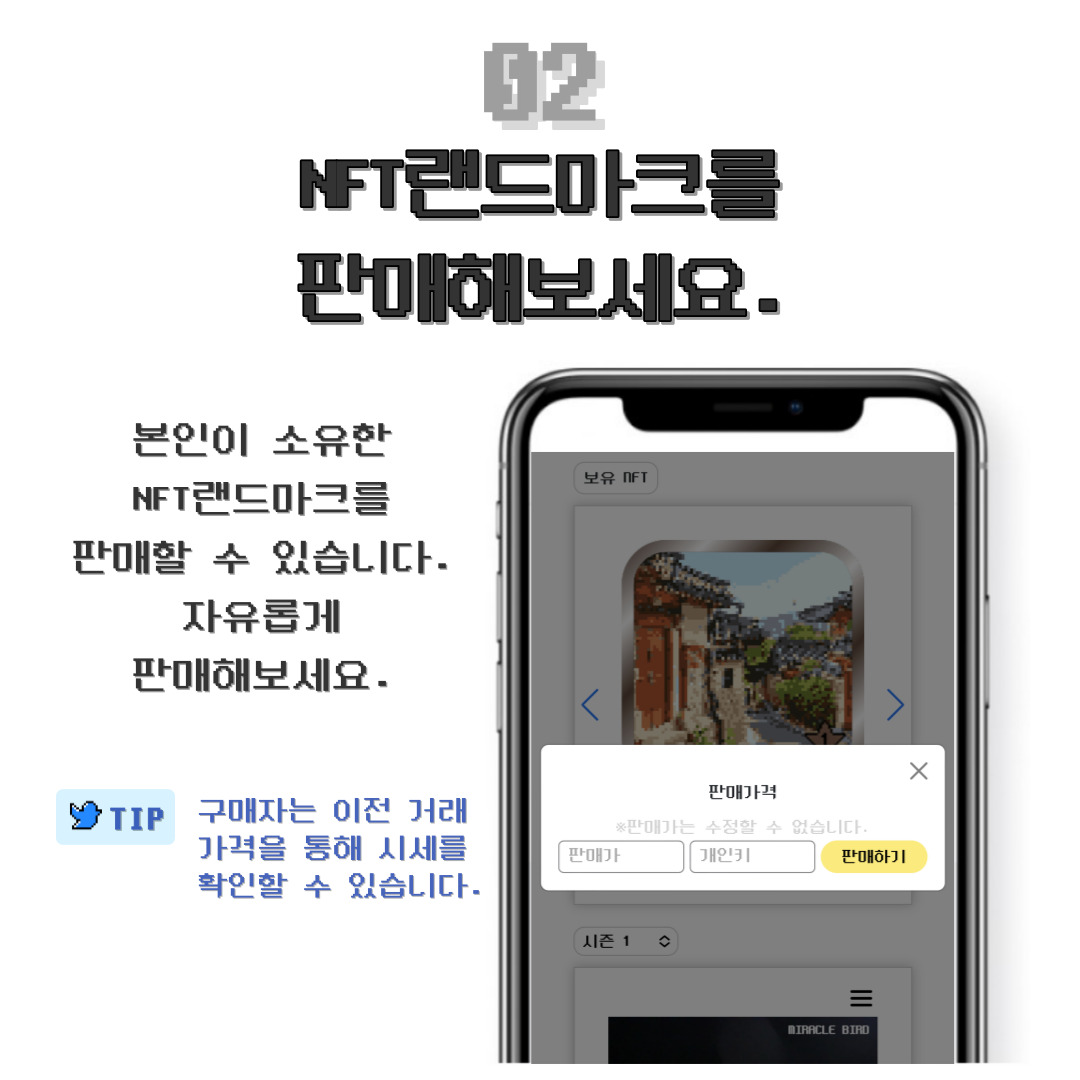 02
NFT랜드마크를
판매해보세요.
본인이 소유한
NFT랜드마크를
판매할 수 있습니다.
자유롭게
판매해보세요.
TIP
구매자는 이전 거래
가격을 통해 시세를
확인할 수 있습니다.
보유 NFT
1
판매가격
*판매가는 수정할 수 없습니다.
판매가 개인키 판매하기
시즌 1
MIRACLE BIRD